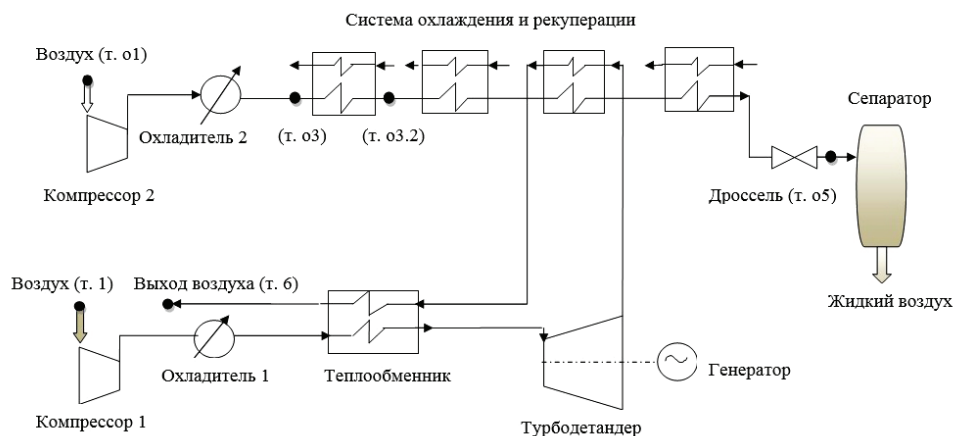 Система охлаждения и рекуперации
Воздух (т. о1)
Сепаратор
Охладитель 2
(т. о3)
(т. о3.2)
Компрессор 2
Дроссель (т. о5)
Воздух (т. 1)
Выход воздуха (т. 6)
Жидкий воздух
Охладитель 1
Теплообменник
Генератор
Компрессор 1
Турбодетандер